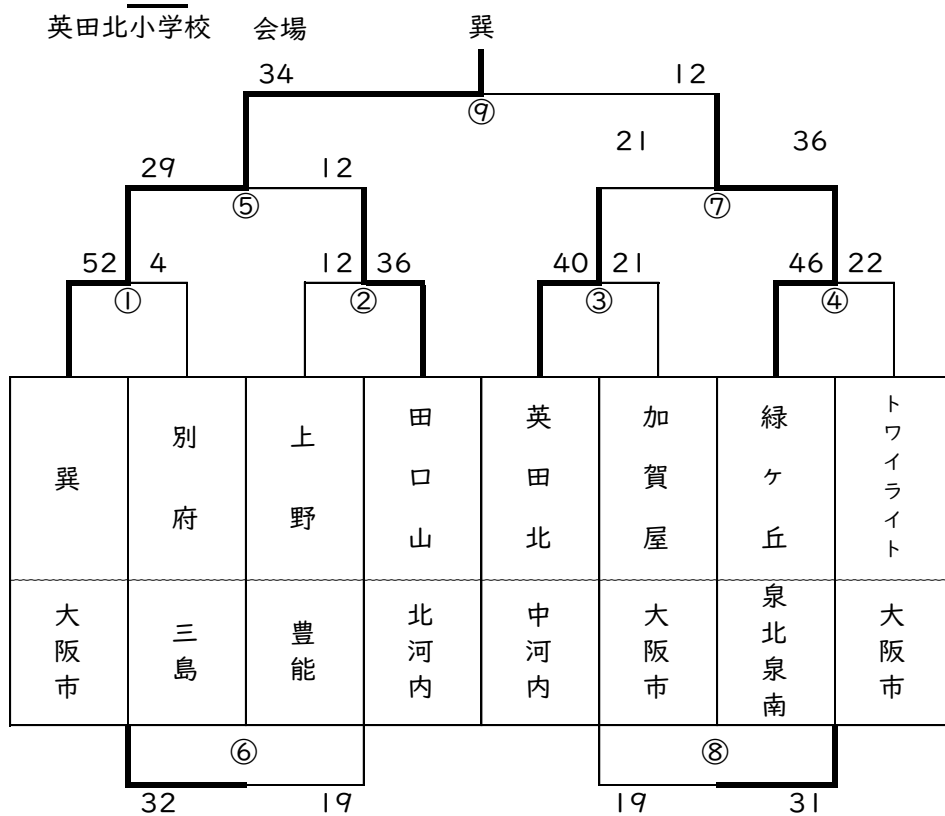 英田北小学校 会場 巽
34 12
⑨
21 36
29 12
⑤ ⑦
52 4 12 36 40 21 46 22
① ② ③ ④
巽 別府 上野 田口山 英田北 加賀屋 緑ヶ丘 トワイライト
大阪市 三島 豊能 北河内 中河内 大阪市 泉北泉南 大阪市
⑥ ⑧
32 19 19 31